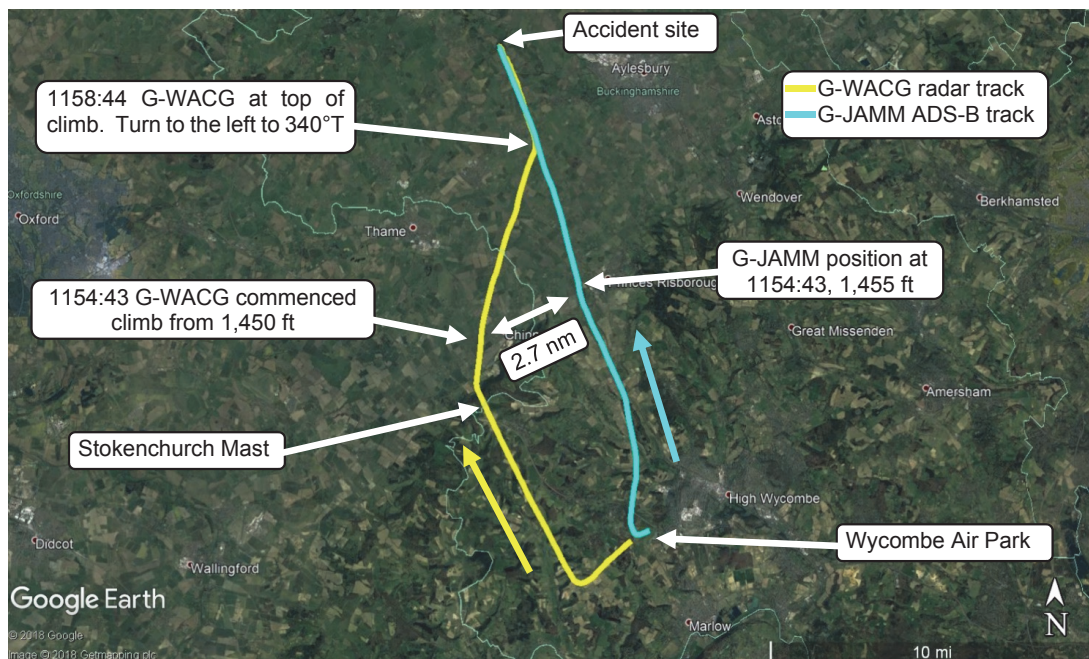 Accident site
Aylesbury
Buckinghamshire
1158:44 G-WACG at top of
climb. Turn to the left to 340°T
G-WACG radar track
G-JAMM ADS-B track
Oxfordshire
Oxford
Thame
Wendover
Berkhamsted
1154:43 G-WACG commenced
climb from 1,450 ft
G-JAMM position at
1154:43, 1,455 ft
2.7 nm
Great Missenden
Amersham
Stokenchurch Mast
High Wycombe
Wycombe Air Park
Didcot
Wallingford
Marlow
Google Earth
© 2018 Google
Image © 2018 Getmapping plc
N
10 mi